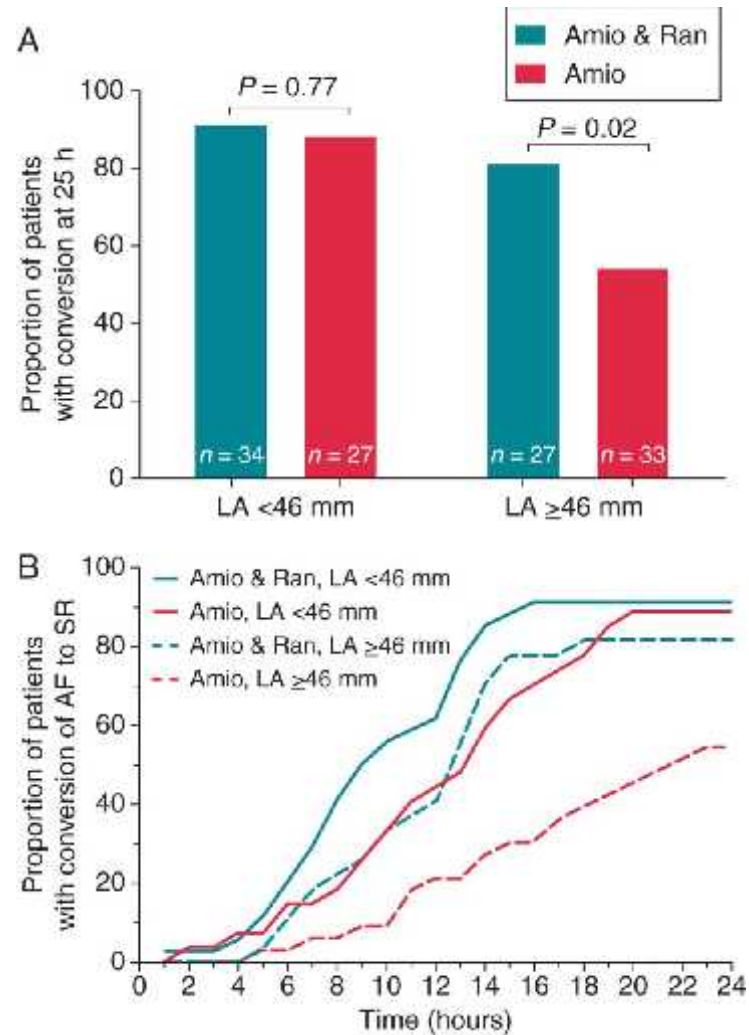 A
Amio & Ran
Amio
P = 0.77
P = 0.02
Proportion of patients
with conversion at 25 h
100
80
60
40
20
0
n = 34
n = 27
n = 27
n = 33
LA <46 mm
LA ≥46 mm
B
Amio & Ran, LA <46 mm
Amio, LA <46 mm
Amio & Ran, LA ≥46 mm
Amio, LA ≥46 mm
Proportion of patients
with conversion of AF to SR
100
80
60
40
20
0
0 2 4 6 8 10 12 14 16 18 20 22 24
Time (hours)